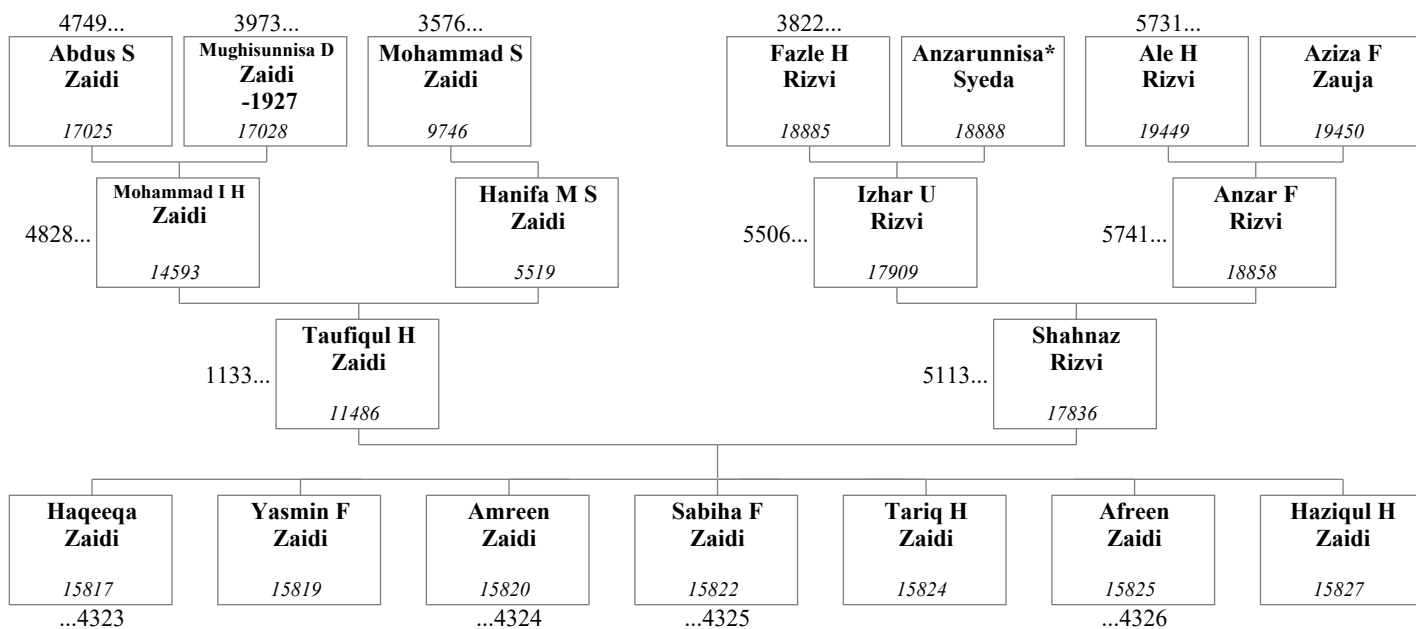 4749...
3973...
3576...
3822...
5731...
Abdus S
Zaidi
17025
Mughisunnisa D
Zaidi
-1927
17028
Mohammad S
Zaidi
9746
Fazle H
Rizvi
18885
Anzarunnisa*
Syeda
18888
Ale H
Rizvi
19449
Aziza F
Zauja
19450
4828...
Mohammad I H
Zaidi
14593
Hanifa M S
Zaidi
5519
5506...
Izhar U
Rizvi
17909
5741...
Anzar F
Rizvi
18858
1133...
Taufiqul H
Zaidi
11486
5113...
Shahnaz
Rizvi
17836
Haqeeqa
Zaidi
15817
...4323
Yasmin F
Zaidi
15819
Amreen
Zaidi
15820
...4324
Sabiha F
Zaidi
15822
...4325
Tariq H
Zaidi
15824
Afreen
Zaidi
15825
...4326
Haziqul H
Zaidi
15827